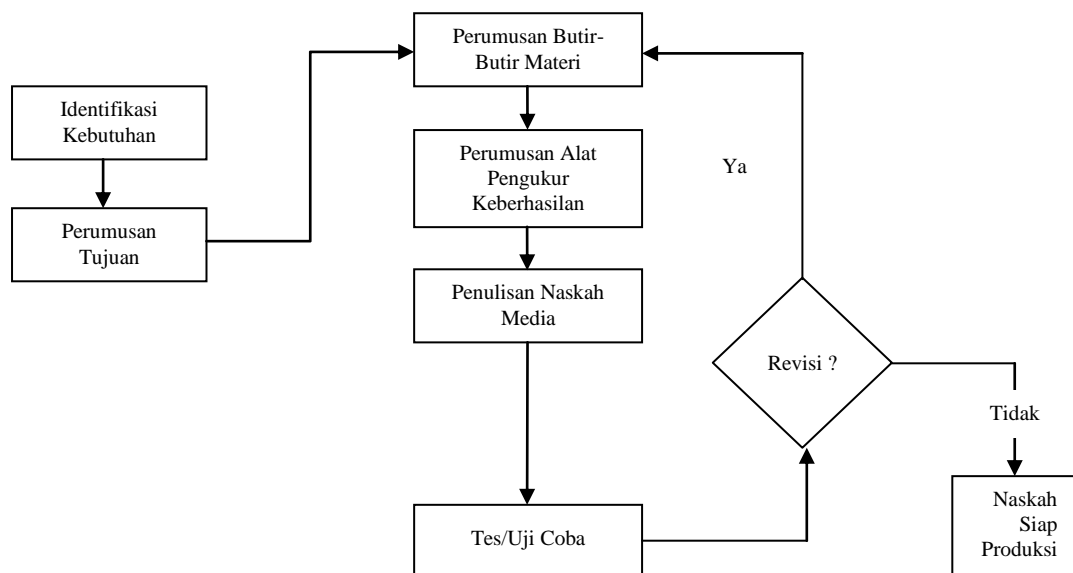 Identifikasi
Kebutuhan
Perumusan
Tujuan
Perumusan Butir-
Butir Materi
Perumusan Alat
Pengukur
Keberhasilan
Penulisan Naskah
Media
Tes/Uji Coba
Revisi ?
Ya
Tidak
Naskah
Siap
Produksi